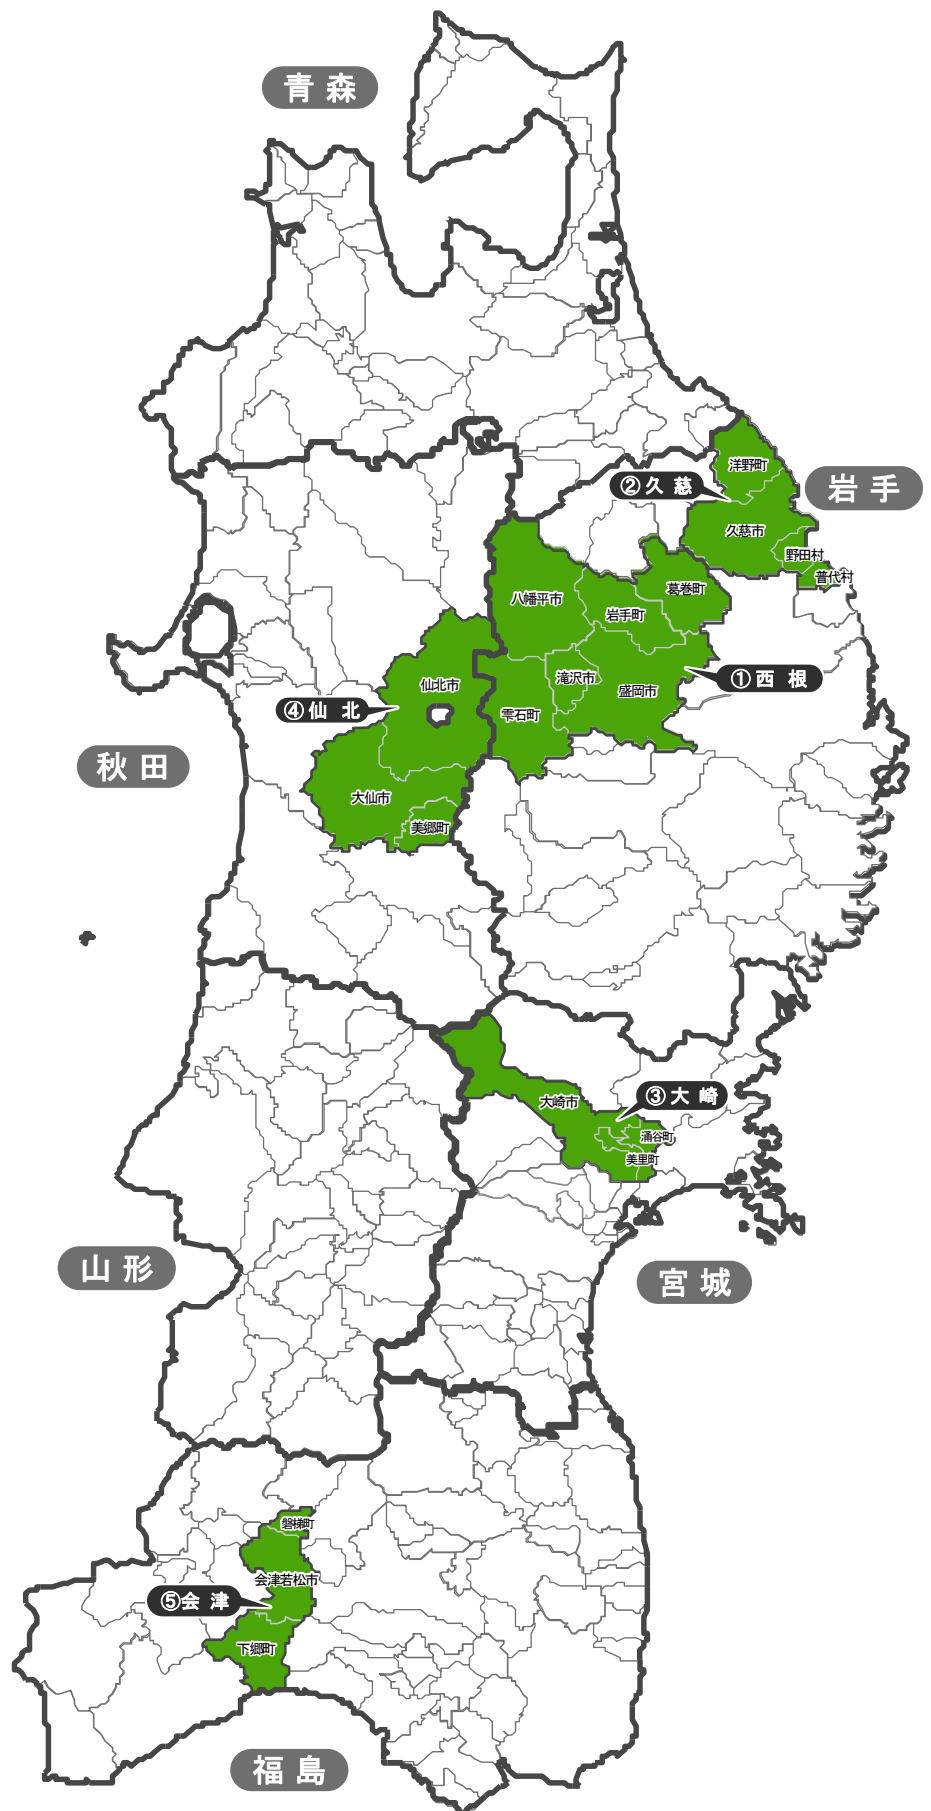 青森
洋野町
岩手
②久慈
久慈市
野田村
普代村
葛巻町
八幡平市
岩手町
①西根
滝沢市
盛岡市
雫石町
仙北市
④仙北
秋田
大仙市
美郷町
③大崎
大崎市
涌谷町
美里町
山形
宮城
磐梯町
会津若松市
⑤会津
下郷町
福島